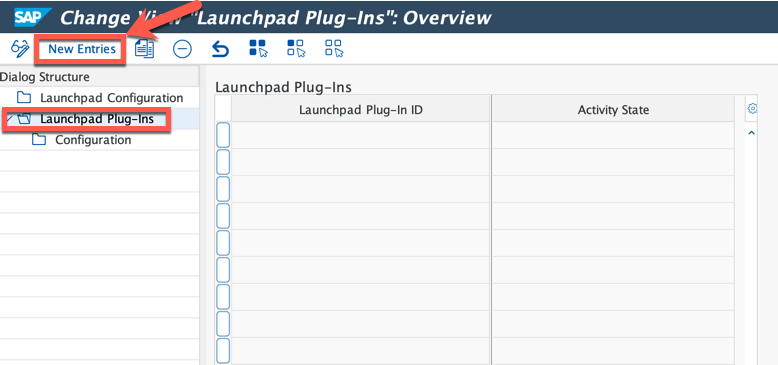 SAP Change View "Launchpad Plug-Ins": Overview
New Entries
Dialog Structure
Launchpad Configuration
Launchpad Plug-Ins
Configuration
Launchpad Plug-Ins
Launchpad Plug-In ID Activity State